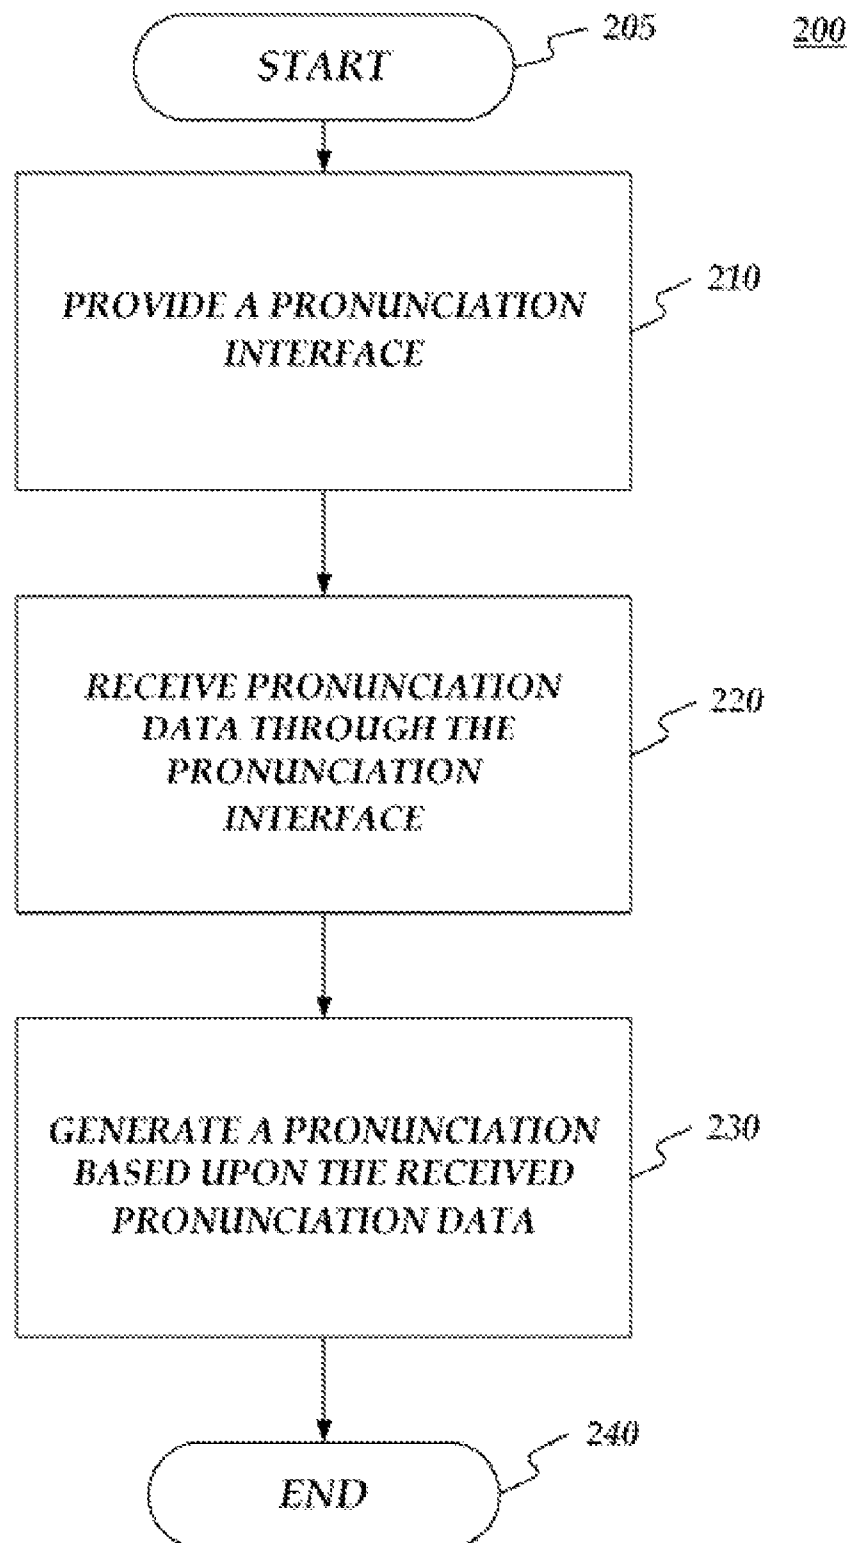 200
START
205
PROVIDE A PRONUNCIATION
INTERFACE
210
RECEIVE PRONUNCIATION
DATA THROUGH THE
PRONUNCIATION
INTERFACE
220
GENERATE A PRONUNCIATION
BASED UPON THE RECEIVED
PRONUNCIATION DATA
230
END
240